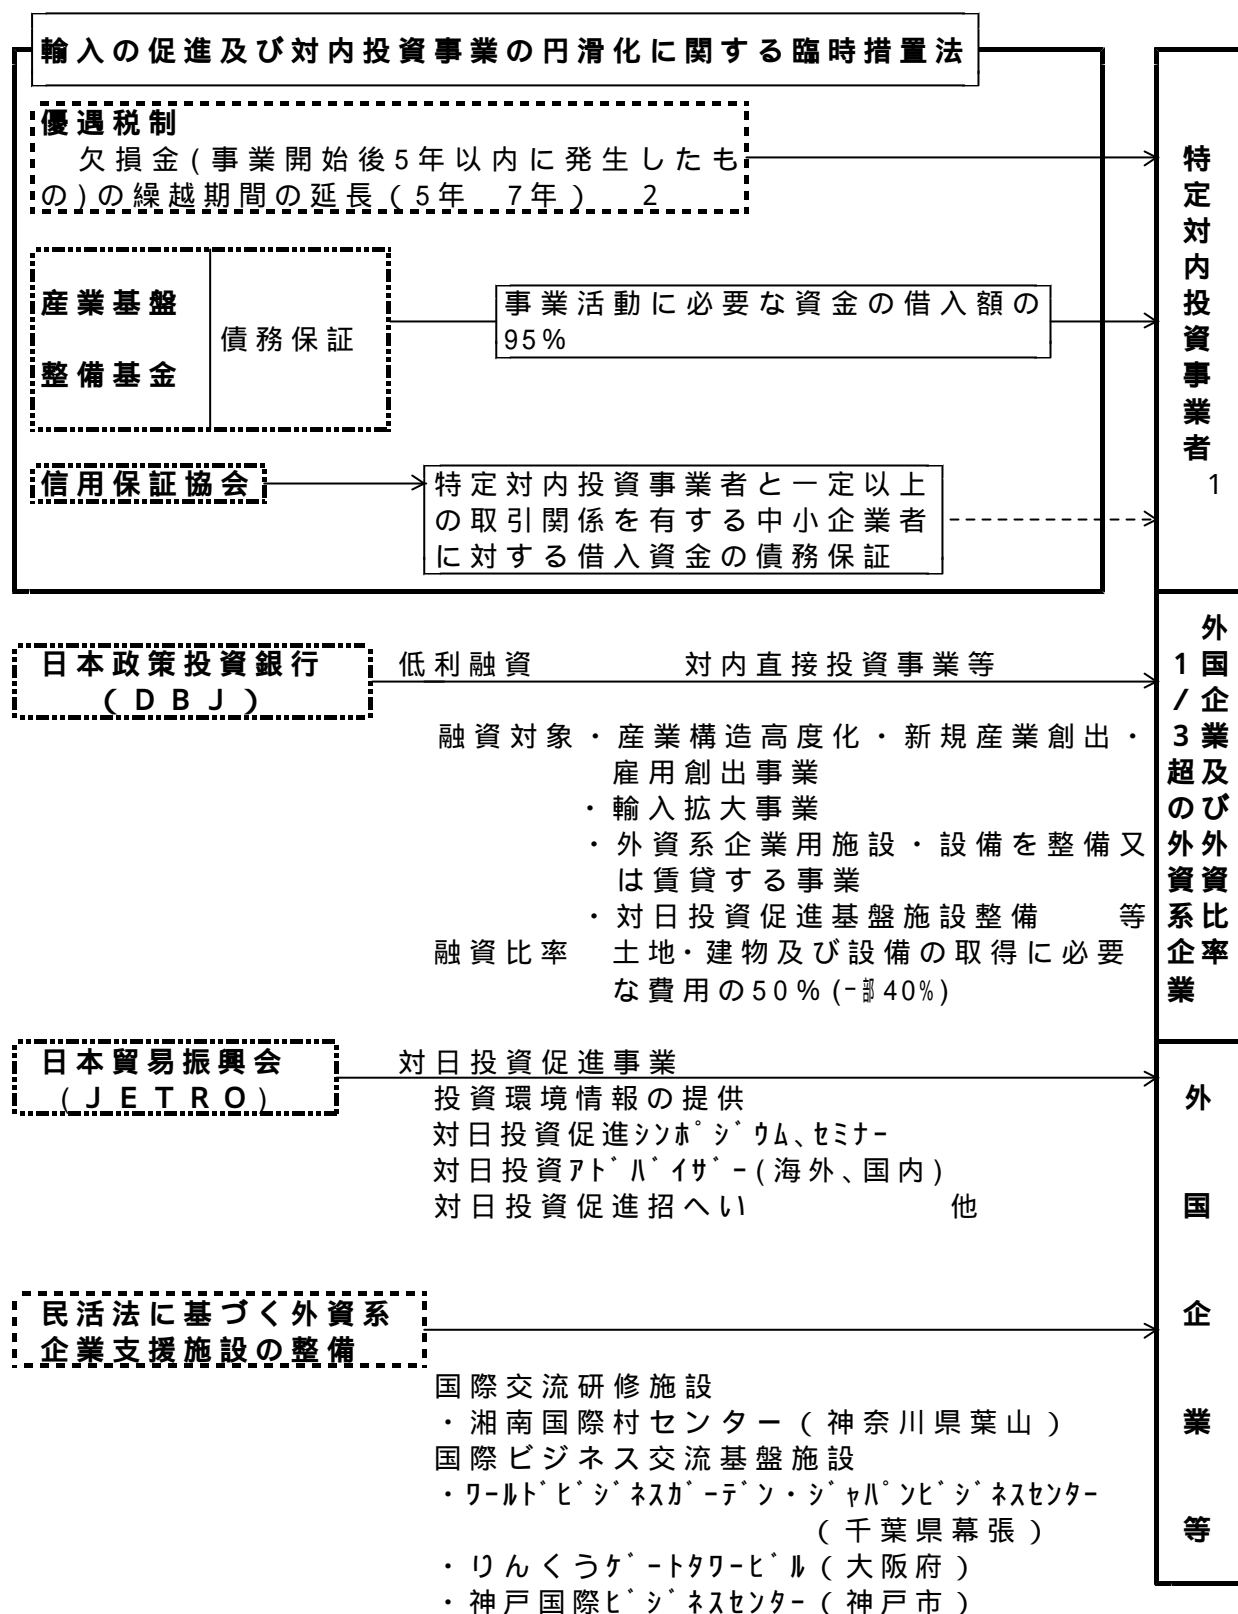 輸入の促進及び対内投資事業の円滑化に関する臨時措置法
優遇税制
欠損金(事業開始後5年以内に発生したも
の)の繰越期間の延長(5年　7年)　2
産業基盤
整備基金
債務保証
事業活動に必要な資金の借入額の
95%
信用保証協会
特定対内投資事業者と一定以上
の取引関係を有する中小企業者
に対する借入資金の債務保証
特定対内投資事業者
1
日本政策投資銀行
(DBJ)
低利融資　対内直接投資事業等
融資対象・産業構造高度化・新規産業創出・
雇用創出事業
・輸入拡大事業
・外資系企業用施設・設備を整備又
は賃貸する事業
・対日投資促進基盤施設整備　等
融資比率　土地・建物及び設備の取得に必要
な費用の50%(一部40%)
外国企業及び外資比率
1/3超の外資系企業
日本貿易振興会
(JETRO)
対日投資促進事業
投資環境情報の提供
対日投資促進ｼﾝﾎﾟｼﾞｳﾑ、ｾﾐﾅｰ
対日投資ｱﾄﾞﾊﾞｲｻﾞｰ(海外、国内)
対日投資促進招へい　他
民活法に基づく外資系
企業支援施設の整備
国際交流研修施設
・湘南国際村センター(神奈川県葉山)
国際ビジネス交流基盤施設
・ﾜｰﾙﾄﾞﾋﾞｼﾞﾈｽｶﾞｰﾃﾞﾝ・ｼﾞｬﾊﾟﾝﾋﾞｼﾞﾈｽｾﾝﾀｰ
(千葉県幕張)
・りんくうｹﾞｰﾄﾀﾜｰﾋﾞﾙ(大阪府)
・神戸国際ﾋﾞｼﾞﾈｽｾﾝﾀｰ(神戸市)
外国企業等